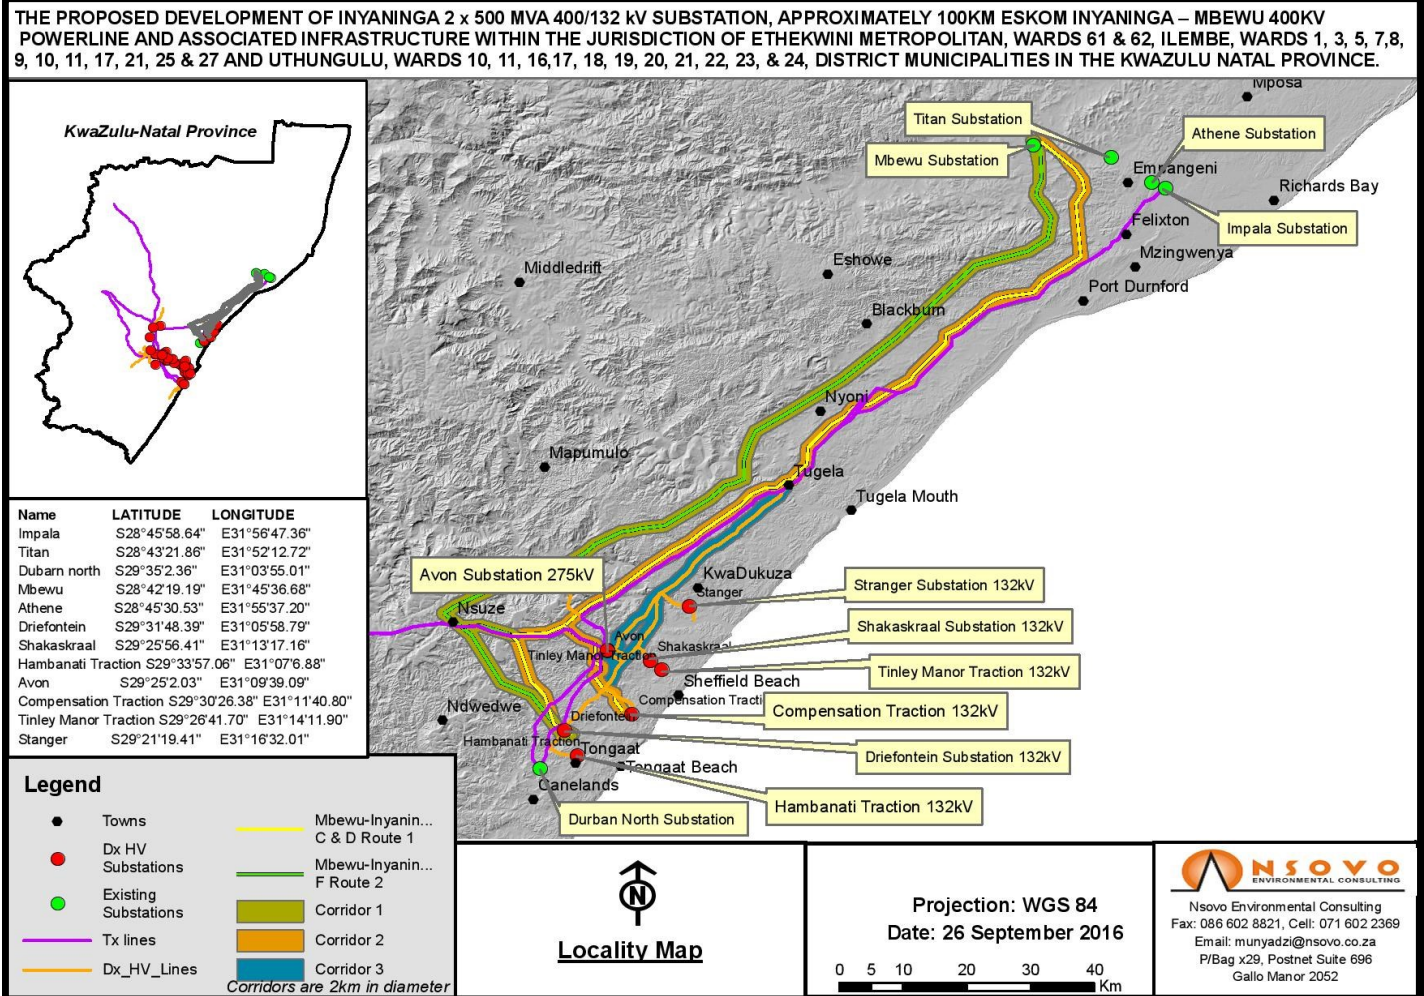 THE PROPOSED DEVELOPMENT OF INYANINGA 2 x 500 MVA 400/132 kV SUBSTATION, APPROXIMATELY 100KM ESKOM INYANINGA – MBEWU 400KV
POWERLINE AND ASSOCIATED INFRASTRUCTURE WITHIN THE JURISDICTION OF ETHEKWINI METROPOLITAN, WARDS 61 & 62, ILEMBE, WARDS 1, 3, 5, 7,8,
9, 10, 11, 17, 21, 25 & 27 AND UTHUNGULU, WARDS 10, 11, 16,17, 18, 19, 20, 21, 22, 23, & 24, DISTRICT MUNICIPALITIES IN THE KWAZULU NATAL PROVINCE.
KwaZulu-Natal Province
Name LATITUDE LONGITUDE
Impala S28°45'58.64" E31°56'47.36"
Titan S28°43'21.86" E31°52'12.72"
Dubarn north S29°35'2.36" E31°03'55.01"
Mbewu S28°42'19.19" E31°45'36.68"
Athene S28°45'30.53" E31°55'37.20"
Driefontein S29°31'48.39" E31°05'58.79"
Shakaskraal S29°25'56.41" E31°13'17.16"
Hambanati Traction S29°33'57.06" E31°07'6.88"
Avon S29°25'2.03" E31°09'39.09"
Compensation Traction S29°30'26.38" E31°11'40.80"
Tinley Manor Traction S29°26'41.70" E31°14'11.90"
Stanger S29°21'19.41" E31°16'32.01"
Mposa
Titan Substation
Athene Substation
Mbewu Substation
Empangeni
Richards Bay
Felixton
Impala Substation
Mzingwenya
Eshowe
Middledrift
Port Durnford
Blackburn
Nyoni
Mapumulo
Tugela
Tugela Mouth
Avon Substation 275kV
KwaDukuza
Stanger
Stranger Substation 132kV
Nsuze
Avon
Shakaskraal
Shakaskraal Substation 132kV
Tinley Manor Traction
Tinley Manor Traction 132kV
Sheffield Beach
Compensation Tracti
Compensation Traction 132kV
Ndwedwe
Driefontein
Hambanati Traction
Tongaat
Driefontein Substation 132kV
Tongaat Beach
Canelands
Hambanati Traction 132kV
Durban North Substation
Legend
Towns
Dx HV
Substations
Existing
Substations
Tx lines
Dx_HV_Lines
Mbewu-Inyanin...
C & D Route 1
Mbewu-Inyanin...
F Route 2
Corridor 1
Corridor 2
Corridor 3
Corridors are 2km in diameter
N
Locality Map
Projection: WGS 84
Date: 26 September 2016
0 5 10 20 30 40
Km
NSOVO
ENVIRONMENTAL CONSULTING
Nsovo Environmental Consulting
Fax: 086 602 8821, Cell: 071 602 2369
Email: munyadzi@nsovo.co.za
P/Bag x29, Postnet Suite 696
Gallo Manor 2052